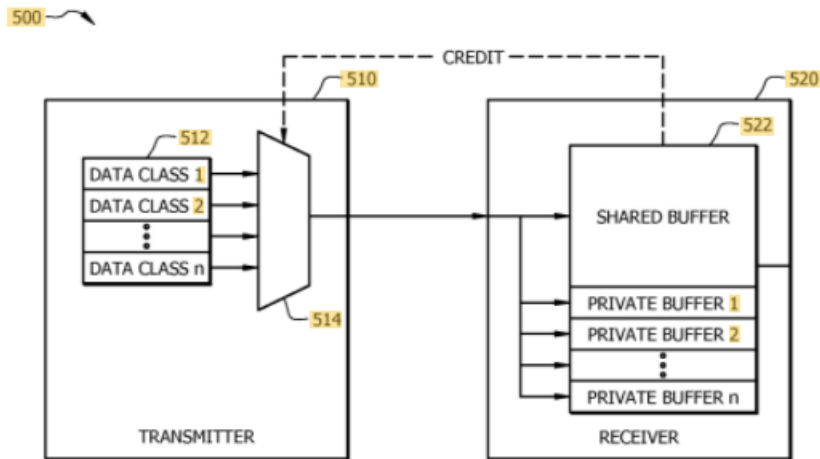 500
CREDIT
510
520
512
522
DATA CLASS 1
DATA CLASS 2
DATA CLASS n
514
SHARED BUFFER
PRIVATE BUFFER 1
PRIVATE BUFFER 2
PRIVATE BUFFER n
TRANSMITTER
RECEIVER